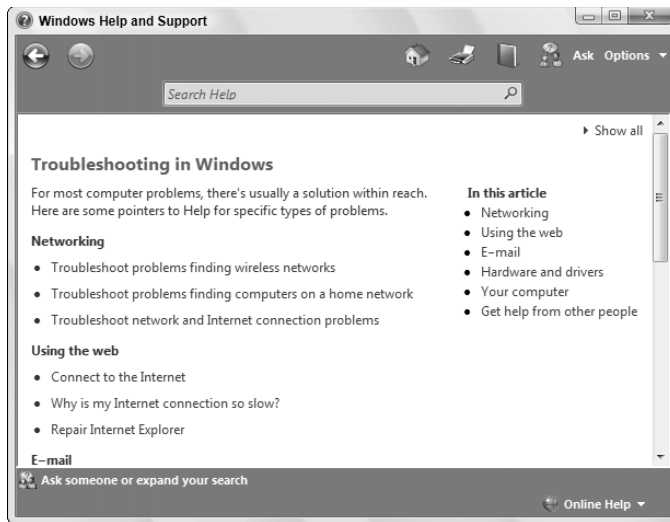 Windows Help and Support
Ask Options
Search Help
Show all
Troubleshooting in Windows
For most computer problems, there's usually a solution within reach.
Here are some pointers to Help for specific types of problems.
In this article
• Networking
• Using the web
• E-mail
• Hardware and drivers
• Your computer
• Get help from other people
Networking
• Troubleshoot problems finding wireless networks
• Troubleshoot problems finding computers on a home network
• Troubleshoot network and Internet connection problems
Using the web
• Connect to the Internet
• Why is my Internet connection so slow?
• Repair Internet Explorer
E-mail
Ask someone or expand your search
Online Help